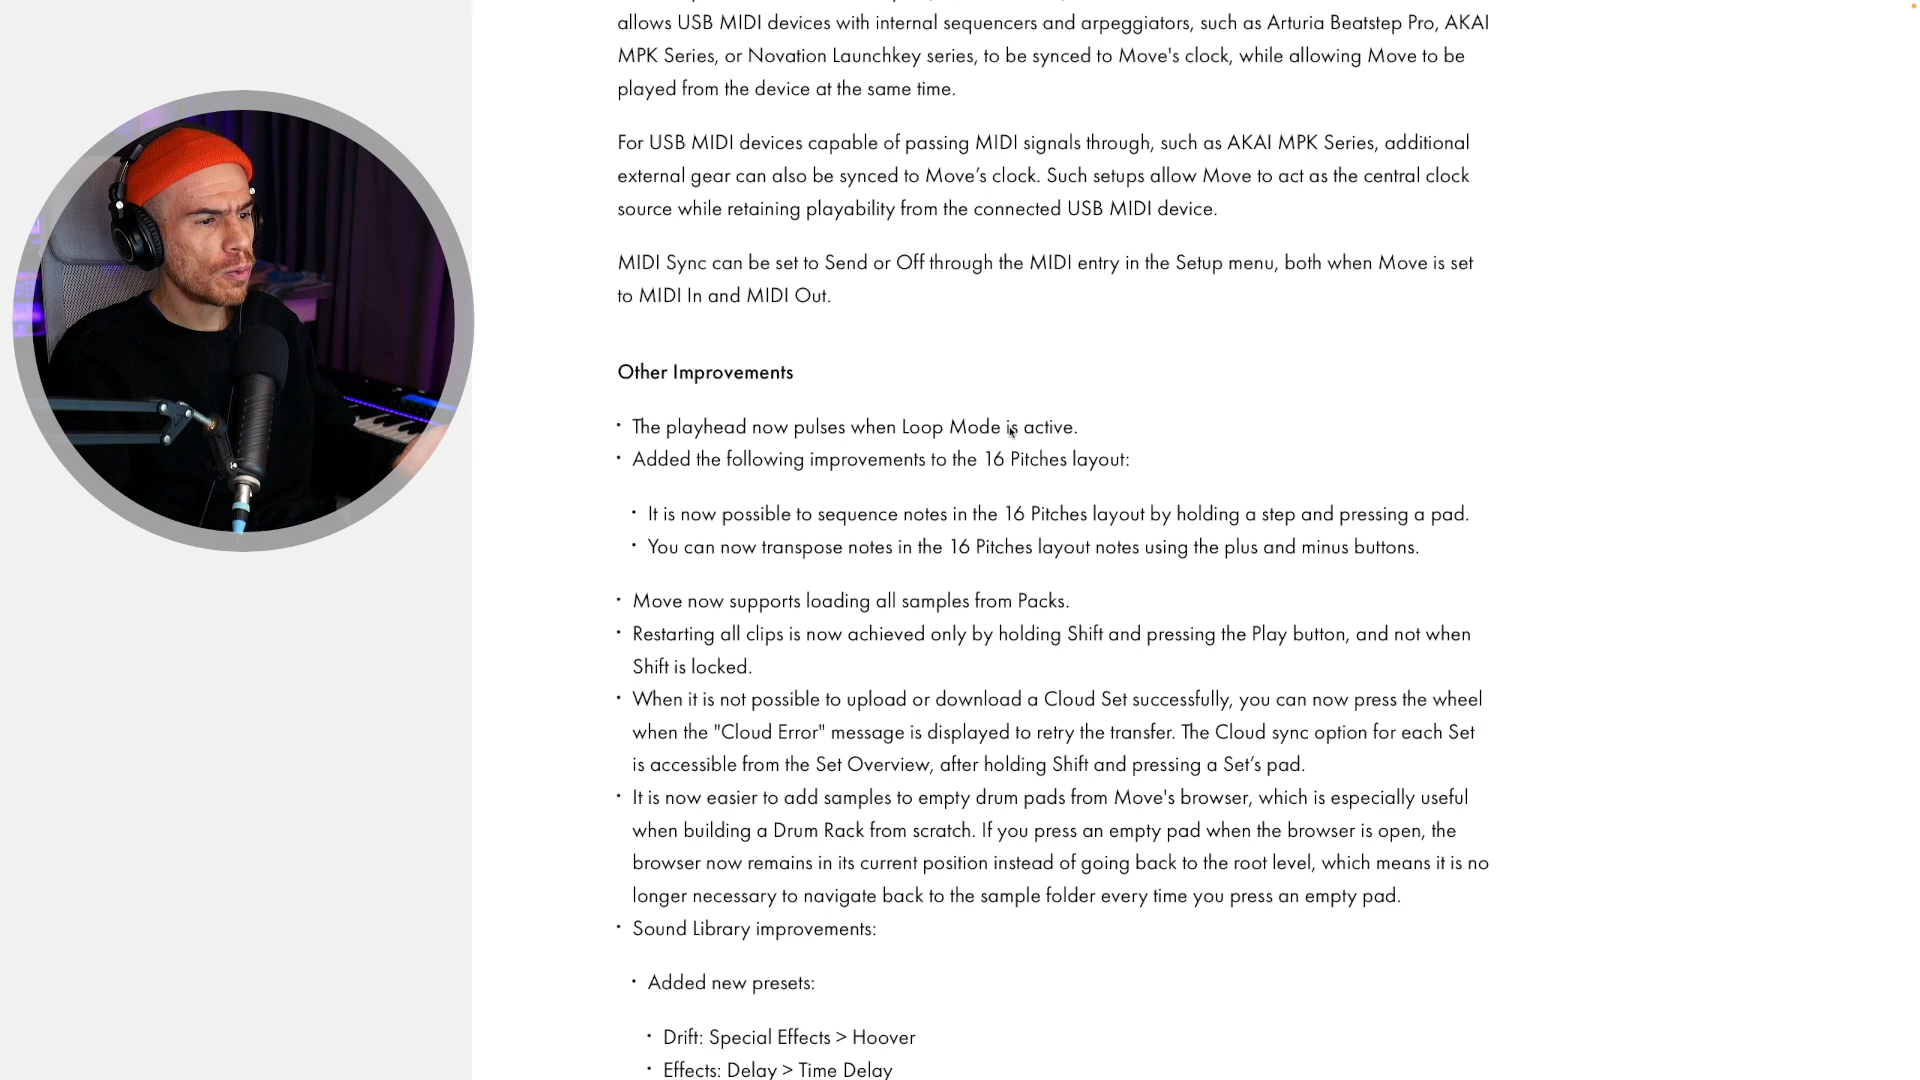 allows USB MIDI devices with internal sequencers and arpeggiators, such as Arturia Beatstep Pro, AKAI
MPK Series, or Novation Launchkey series, to be synced to Move's clock, while allowing Move to be
played from the device at the same time.
For USB MIDI devices capable of passing MIDI signals through, such as AKAI MPK Series, additional
external gear can also be synced to Move’s clock. Such setups allow Move to act as the central clock
source while retaining playability from the connected USB MIDI device.
MIDI Sync can be set to Send or Off through the MIDI entry in the Setup menu, both when Move is set
to MIDI In and MIDI Out.
Other Improvements
• The playhead now pulses when Loop Mode is active.
• Added the following improvements to the 16 Pitches layout:
• It is now possible to sequence notes in the 16 Pitches layout by holding a step and pressing a pad.
• You can now transpose notes in the 16 Pitches layout notes using the plus and minus buttons.
• Move now supports loading all samples from Packs.
• Restarting all clips is now achieved only by holding Shift and pressing the Play button, and not when
Shift is locked.
• When it is not possible to upload or download a Cloud Set successfully, you can now press the wheel
when the "Cloud Error" message is displayed to retry the transfer. The Cloud sync option for each Set
is accessible from the Set Overview, after holding Shift and pressing a Set’s pad.
• It is now easier to add samples to empty drum pads from Move's browser, which is especially useful
when building a Drum Rack from scratch. If you press an empty pad when the browser is open, the
browser now remains in its current position instead of going back to the root level, which means it is no
longer necessary to navigate back to the sample folder every time you press an empty pad.
• Sound Library improvements:
• Added new presets:
• Drift: Special Effects > Hoover
• Effects: Delay > Time Delay